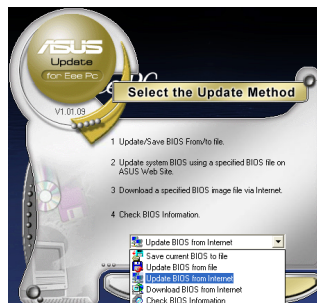 ASUS
Update
for Eee Pc
V1.01.09
Select the Update Method
1 Update/Save BIOS From/to file.
2 Update system BIOS using a specified BIOS file on
ASUS Web Site.
3 Download a specified BIOS image file via Internet.
4 Check BIOS Information.
Update BIOS from Internet
Save current BIOS to file
Update BIOS from file
Update BIOS from Internet
Download BIOS from Internet
Check BIOS Information